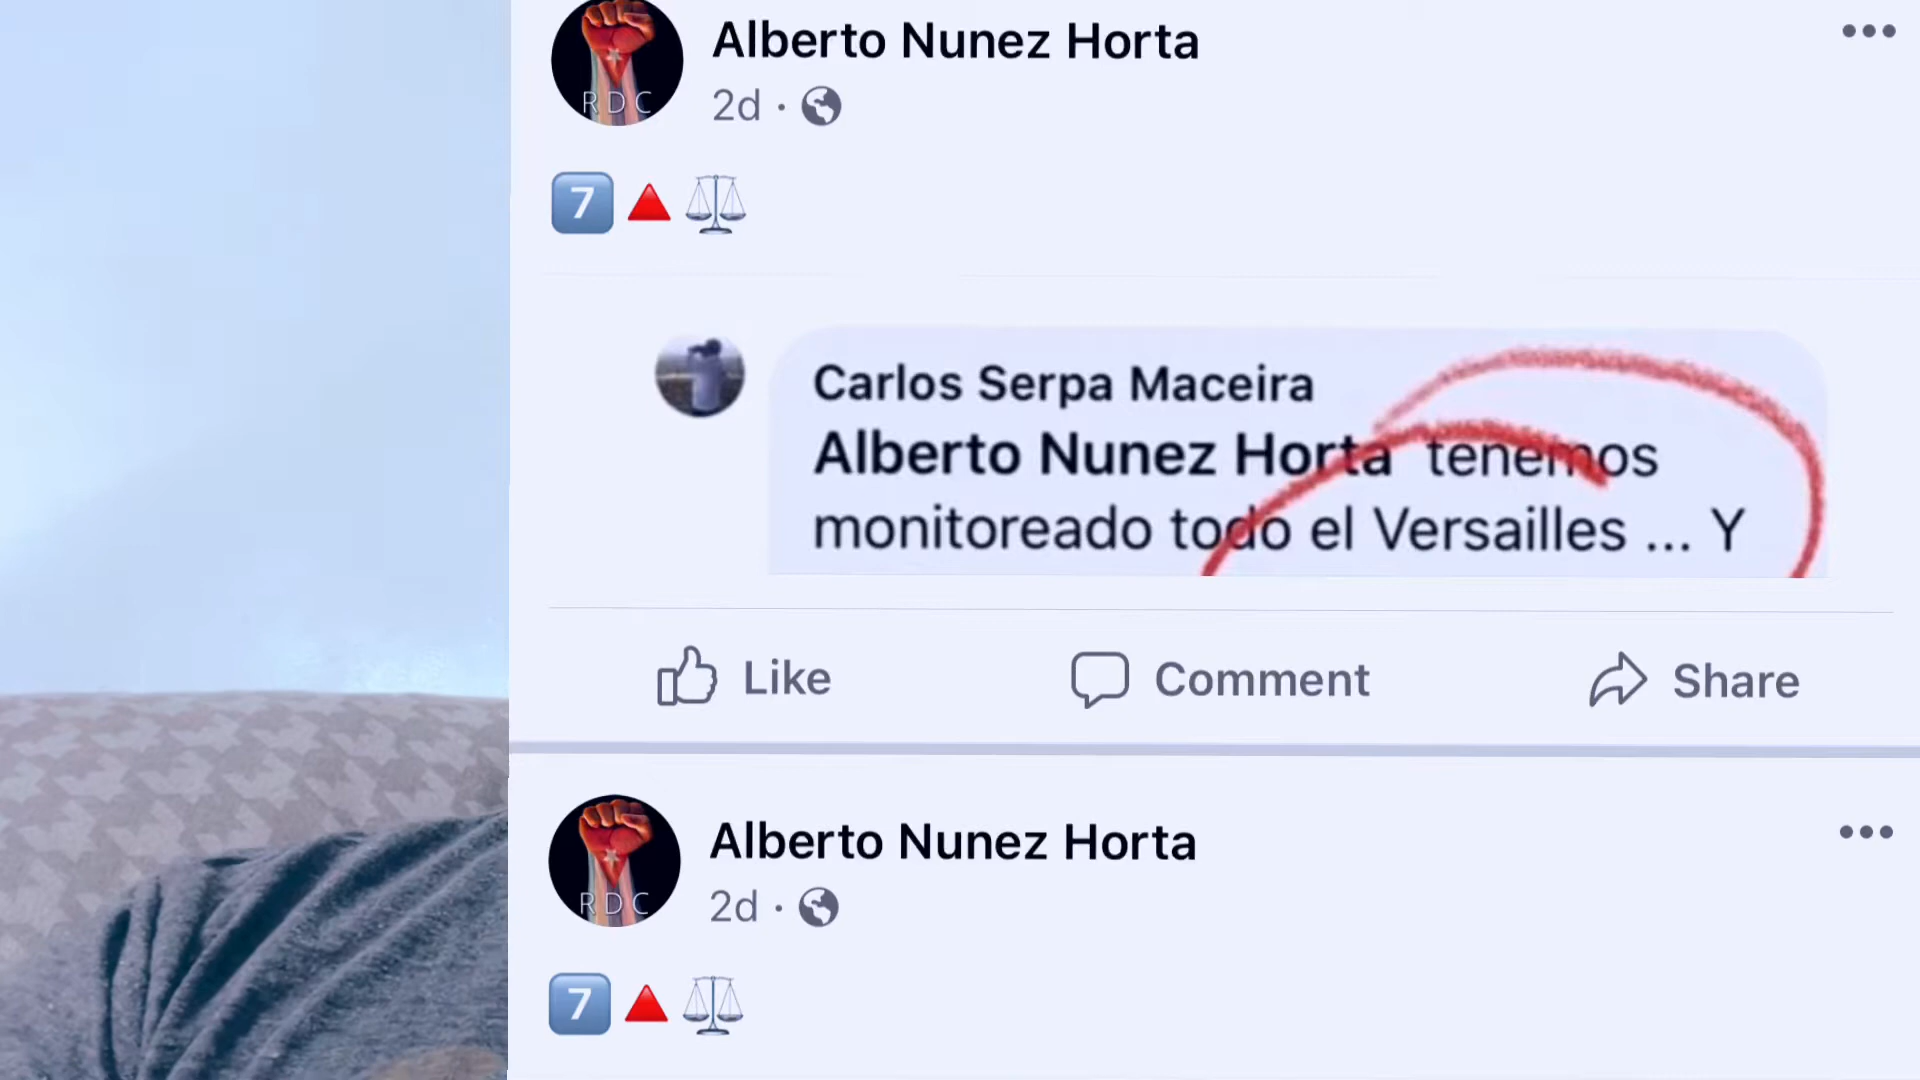 Alberto Nunez Horta
RDC
2d ·
7
Carlos Serpa Maceira
Alberto Nunez Horta tenemos
monitoreado todo el Versailles ... Y
Like
Comment
Share
Alberto Nunez Horta
RDC
2d ·
7